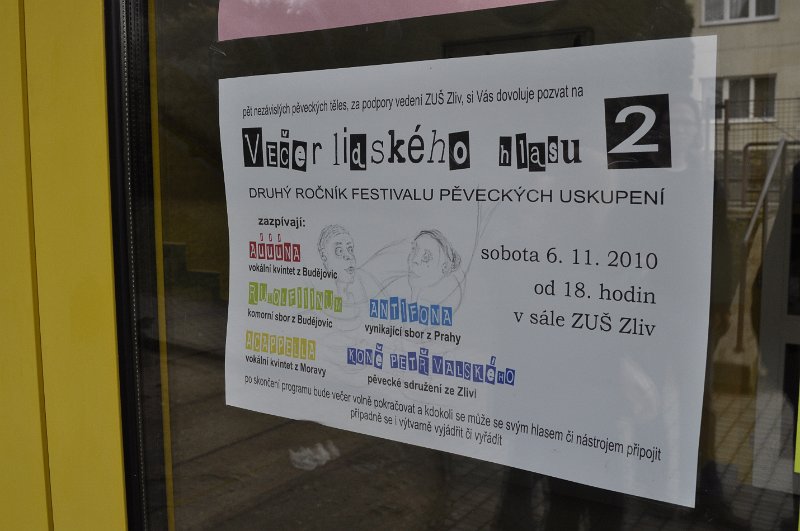 pět nezávislých pěveckých těles, za podpory vedení ZUŠ Zliv, si Vás dovoluje pozvat na
Večer lidského hlasu 2
DRUHÝ ROČNÍK FESTIVALU PĚVECKÝCH USKUPENÍ
zazpívají:
AÚÚÚNA
vokální kvintet z Budějovic
komorní sbor z Budějovic
ACAPPELLA
vokální kvintet z Moravy
ANTIFONA
vynikající sbor z Prahy
KONĚ PETŘVALSKÉHO
pěvecké sdružení ze Zlivi
sobota 6. 11. 2010
od 18. hodin
v sále ZUŠ Zliv
po skončení programu bude večer volně pokračovat a kdokoli se může se svým hlasem či nástrojem připojit
případně se i výtvarně vyjádřit či vyřádit